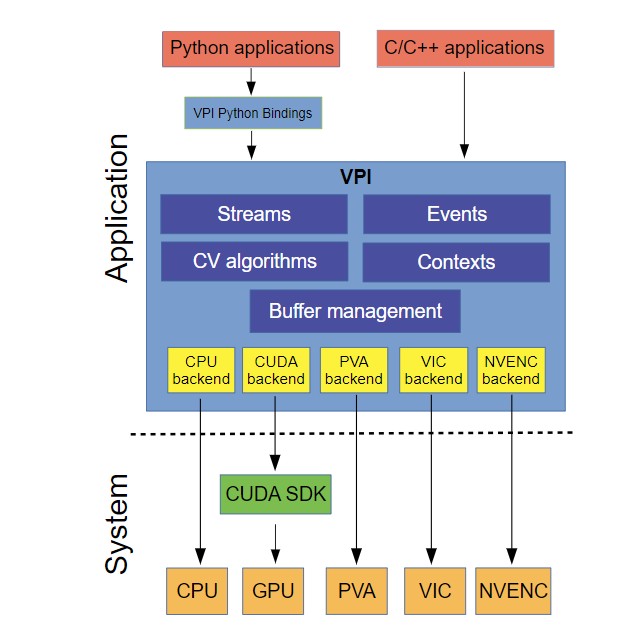 Python applications
C/C++ applications
VPI Python Bindings
Application
VPI
Streams
Events
CV algorithms
Contexts
Buffer management
CPU
backend
CUDA
backend
PVA
backend
VIC
backend
NVENC
backend
System
CUDA SDK
CPU
GPU
PVA
VIC
NVENC